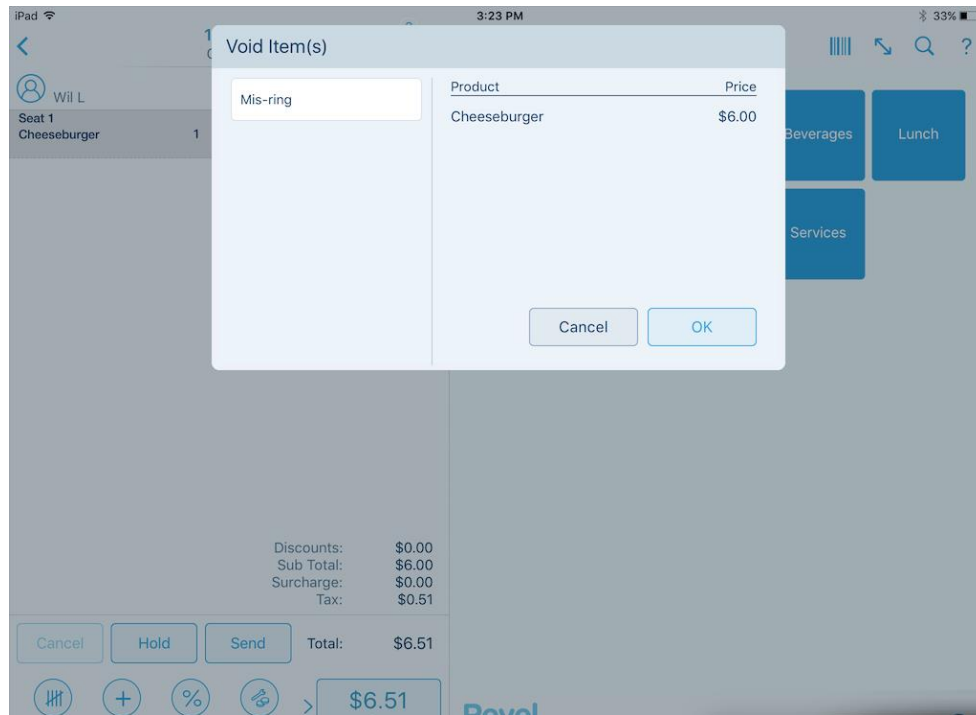 iPad 3:23 PM 33%
Void Item(s)
Wil L
Seat 1
Cheeseburger 1
Mis-ring
Product Price
Cheeseburger $6.00
Cancel OK
Beverages Lunch
Services
Discounts: $0.00
Sub Total: $6.00
Surcharge: $0.00
Tax: $0.51
Cancel Hold Send Total: $6.51
% > $6.51
Revel